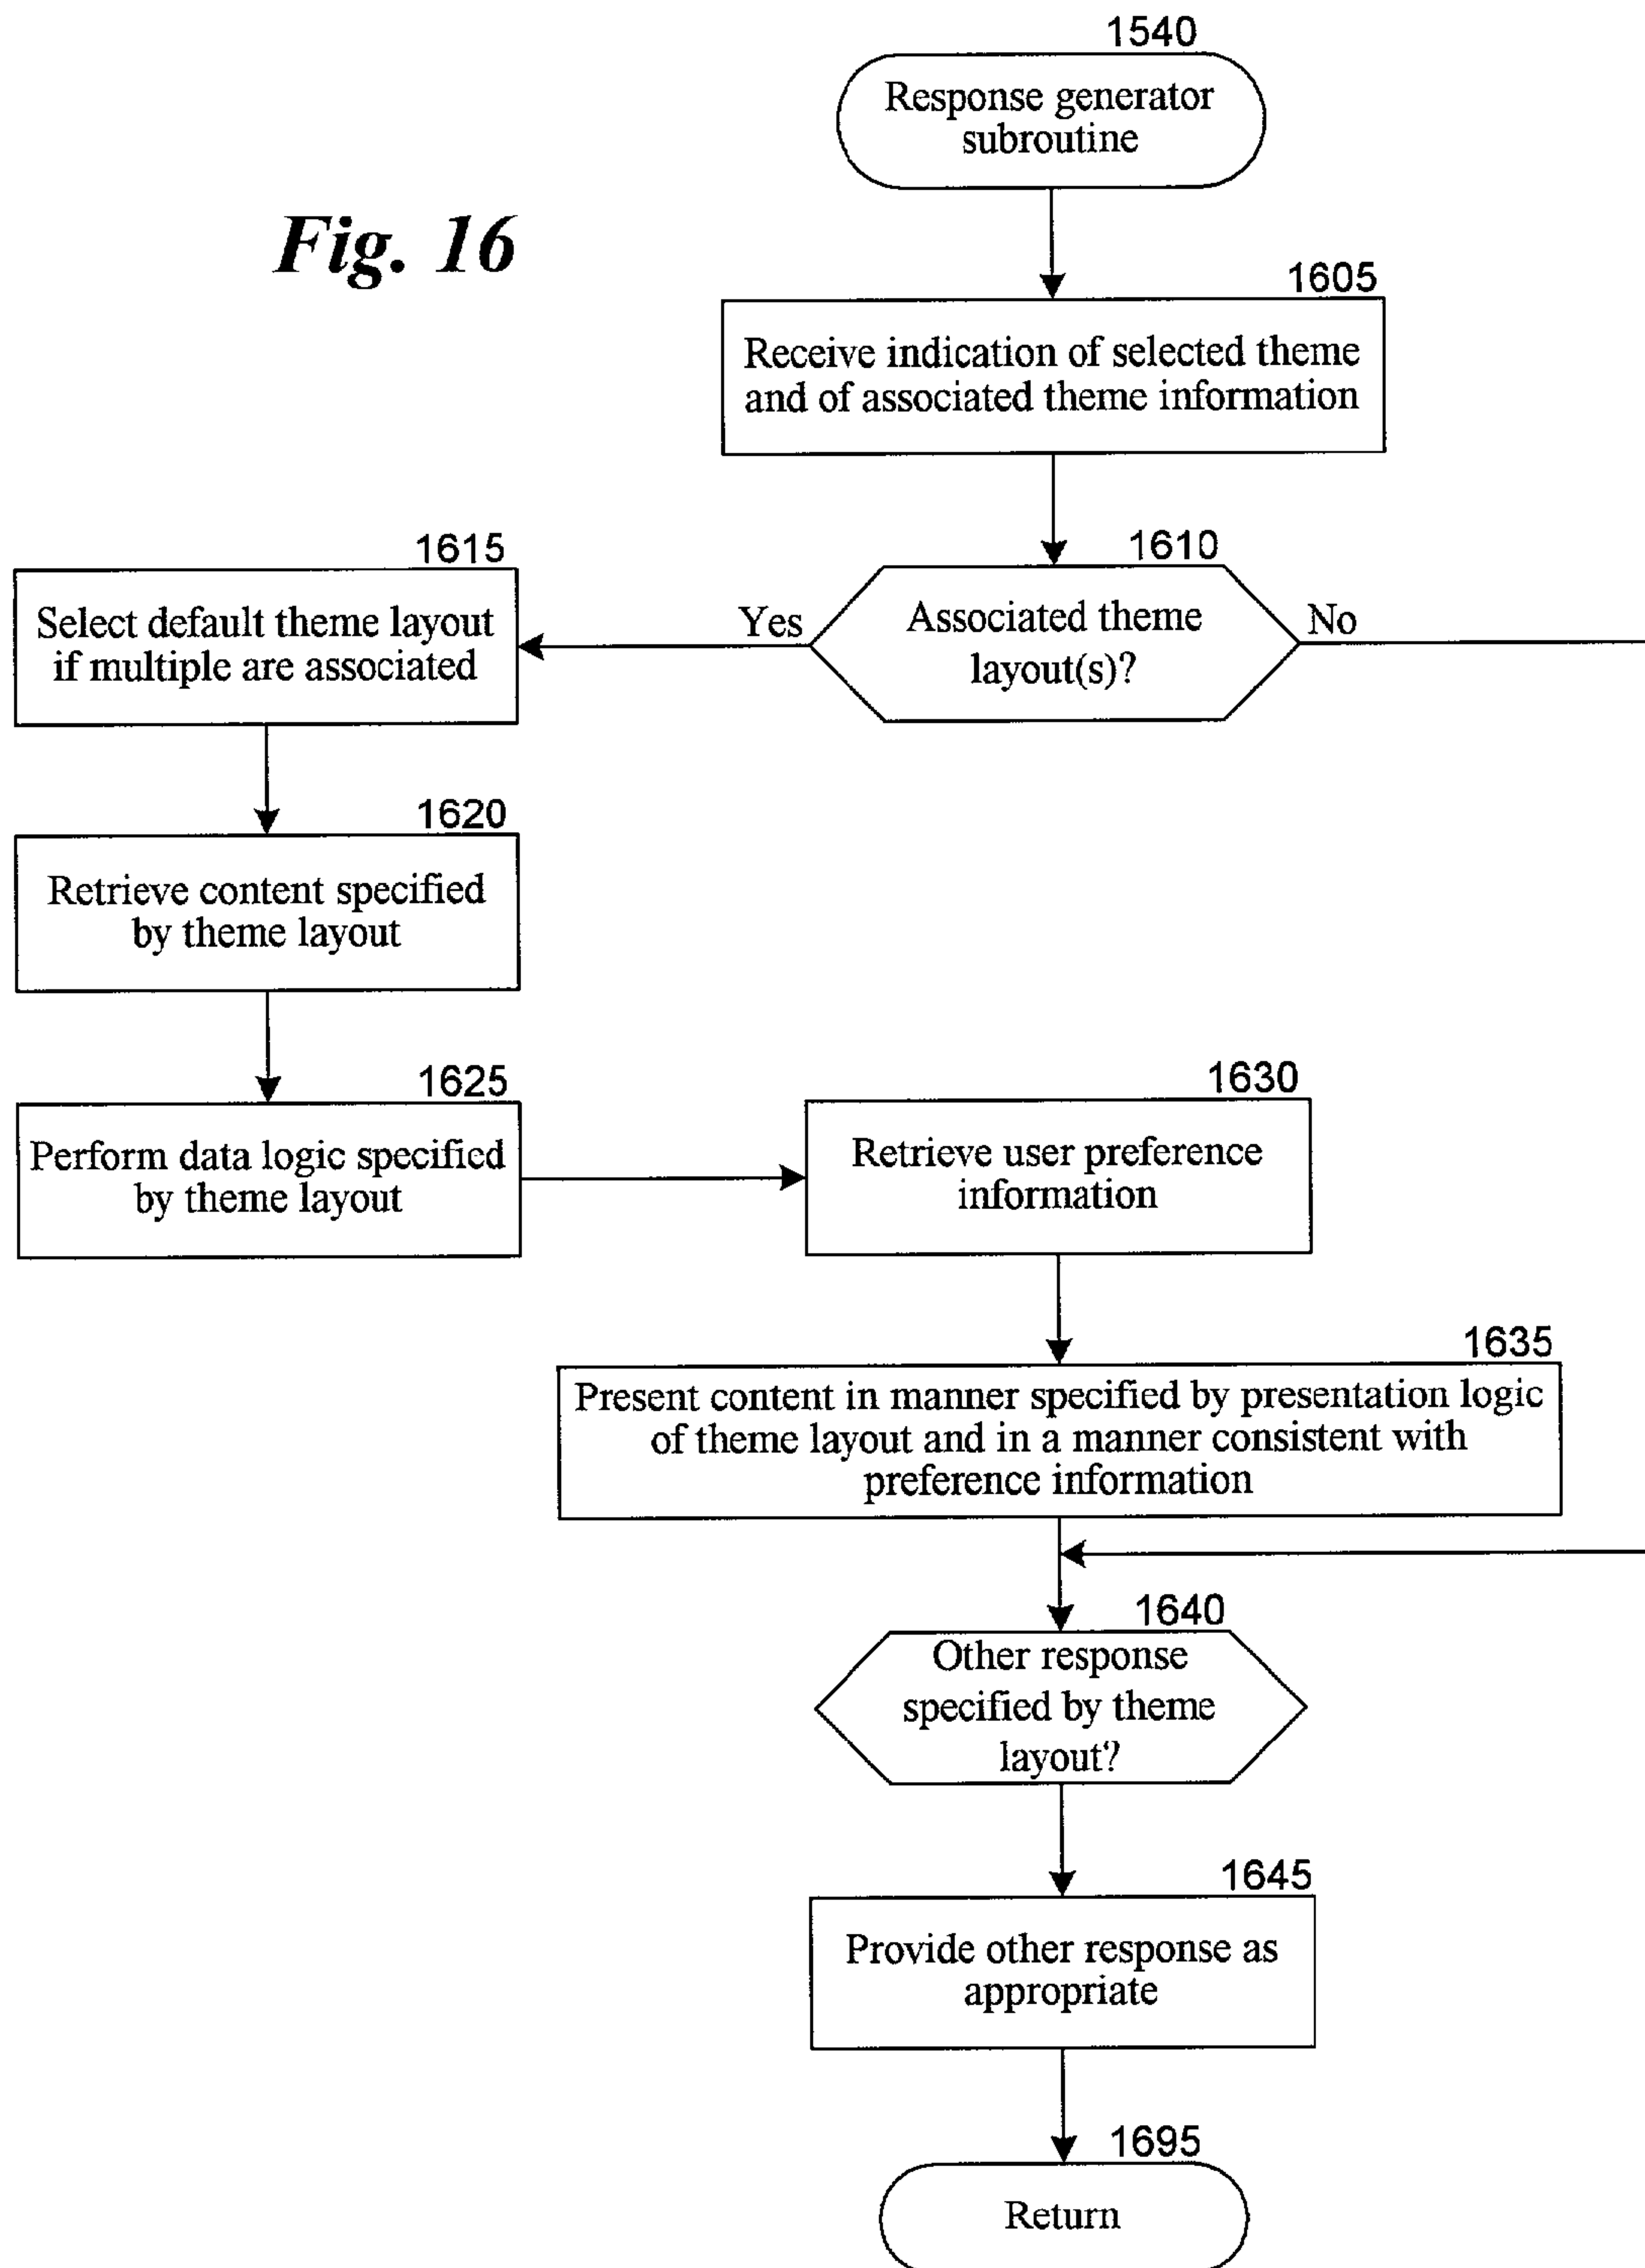 1540
Response generator
subroutine
Fig. 16
1605
Receive indication of selected theme
and of associated theme information
1610
Associated theme
layout(s)?
Yes
No
1615
Select default theme layout
if multiple are associated
1620
Retrieve content specified
by theme layout
1625
Perform data logic specified
by theme layout
1630
Retrieve user preference
information
1635
Present content in manner specified by presentation logic
of theme layout and in a manner consistent with
preference information
1640
Other response
specified by theme
layout?
1645
Provide other response as
appropriate
1695
Return